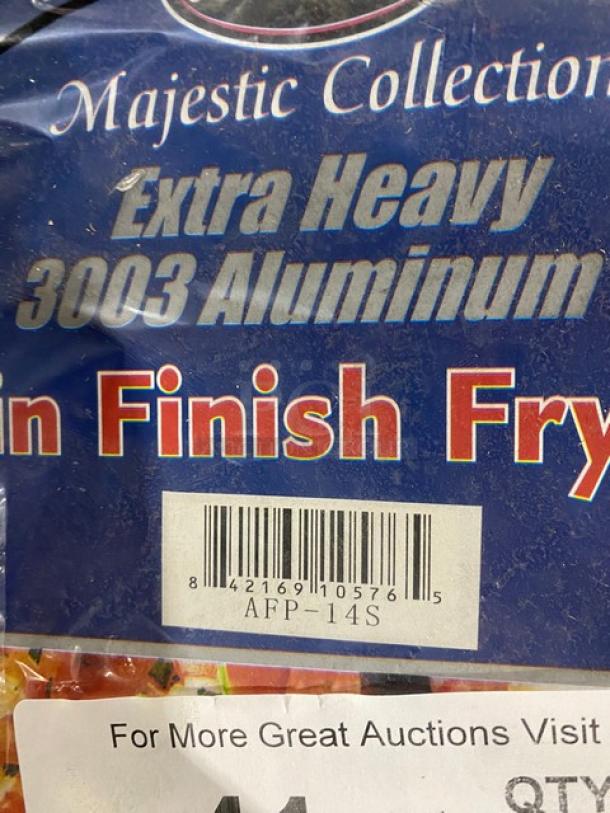 Majestic Collection
Extra Heavy
3003 Aluminum
in Finish Fry
8 42169 10576 5
AFP-14S
For More Great Auctions Visit
QTY